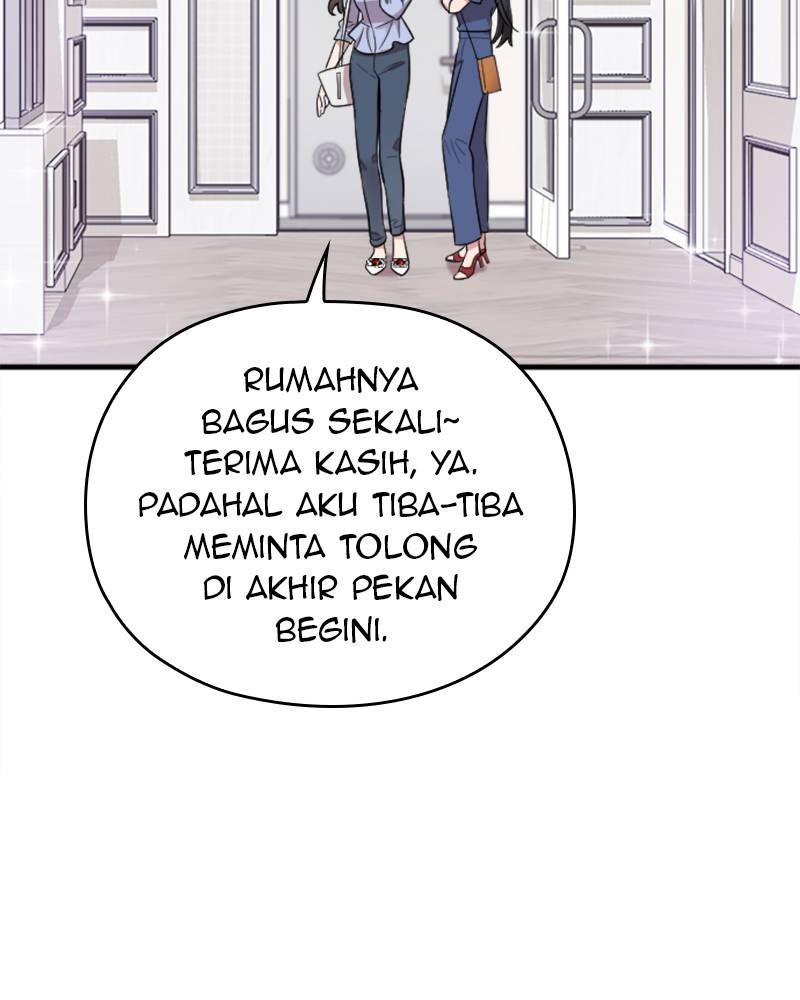 RUMAHNYA
BAGUS SEKALI~
TERIMA KASIH, YA.
PADAHAL AKU TIBA-TIBA
MEMINTA TOLONG
DI AKHIR PEKAN
BEGINI.